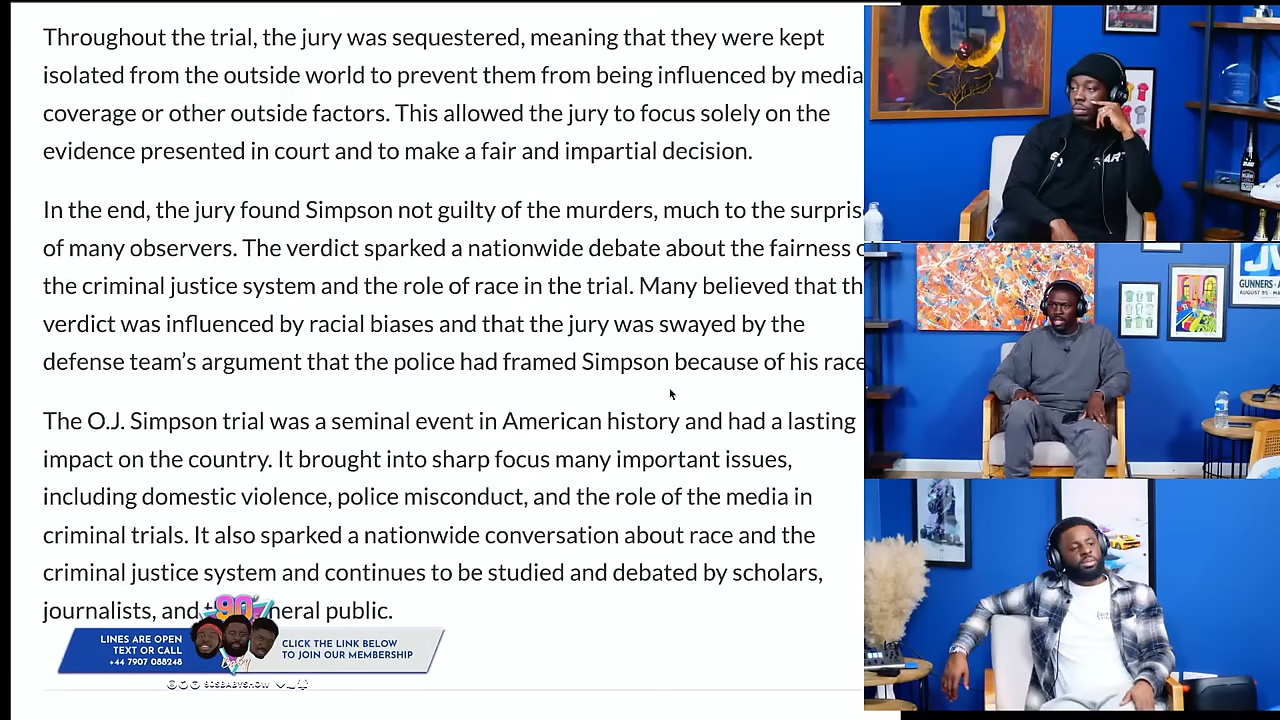 Throughout the trial, the jury was sequestered, meaning that they were kept
isolated from the outside world to prevent them from being influenced by media
coverage or other outside factors. This allowed the jury to focus solely on the
evidence presented in court and to make a fair and impartial decision.
In the end, the jury found Simpson not guilty of the murders, much to the surpris
of many observers. The verdict sparked a nationwide debate about the fairness
the criminal justice system and the role of race in the trial. Many believed that th
verdict was influenced by racial biases and that the jury was swayed by the
defense team's argument that the police had framed Simpson because of his race
The O.J. Simpson trial was a seminal event in American history and had a lasting
impact on the country. It brought into sharp focus many important issues,
including domestic violence, police misconduct, and the role of the media in
criminal trials. It also sparked a nationwide conversation about race and the
criminal justice system and continues to be studied and debated by scholars,
journalists, and neral public.
90
Baby
LINES ARE OPEN
TEXT OR CALL
+44 7907 088248
CLICK THE LINK BELOW
TO JOIN OUR MEMBERSHIP
90SBABYSHOW
GUNNERS
AUGUST 95